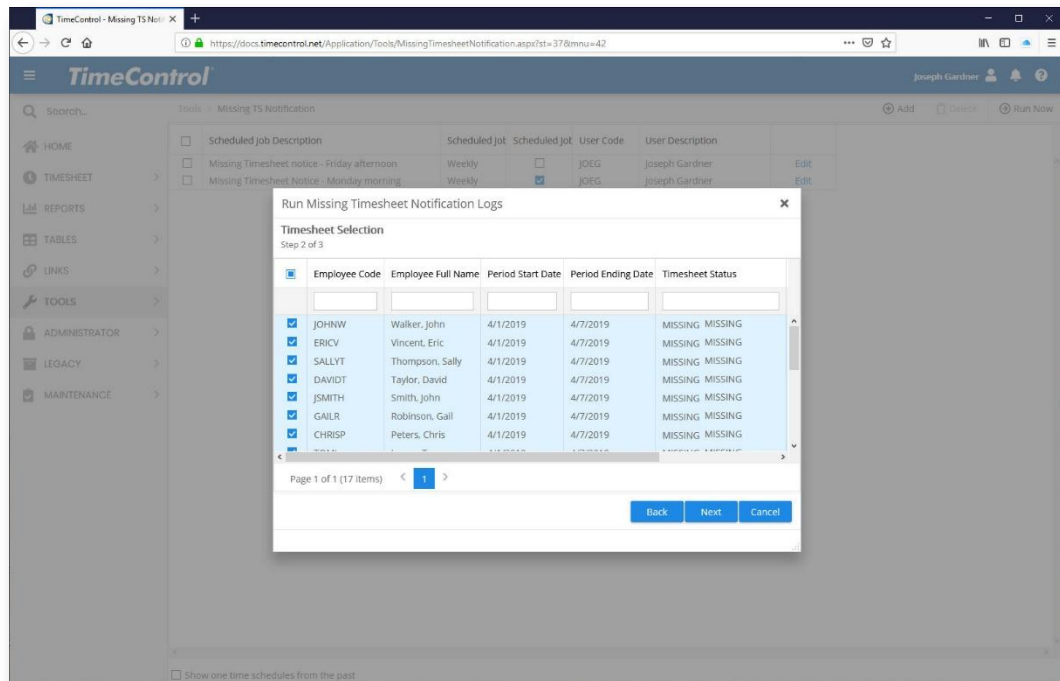 TimeControl - Missing TS Noti
https://docs.timecontrol.net/Application/Tools/MissingTimesheetNotification.aspx?st=37&mnu=42
TimeControl
Joseph Gardner
Search...
Tools > Missing TS Notification
Add
Delete
Run Now
HOME
TIMESHEET
REPORTS
TABLES
LINKS
TOOLS
ADMINISTRATOR
LEGACY
MAINTENANCE
Scheduled Job Description Scheduled Jot Scheduled Jot User Code User Description
Missing Timesheet notice - Friday afternoon Weekly JOEG Joseph Gardner Edit
Missing Timesheet Notice - Monday morning Weekly JOEG Joseph Gardner Edit
Run Missing Timesheet Notification Logs
Timesheet Selection
Step 2 of 3
Employee Code Employee Full Name Period Start Date Period Ending Date Timesheet Status
JOHNW Walker, John 4/1/2019 4/7/2019 MISSING MISSING
ERICV Vincent, Eric 4/1/2019 4/7/2019 MISSING MISSING
SALLYT Thompson, Sally 4/1/2019 4/7/2019 MISSING MISSING
DAVIDT Taylor, David 4/1/2019 4/7/2019 MISSING MISSING
JSMITH Smith, John 4/1/2019 4/7/2019 MISSING MISSING
GAILR Robinson, Gail 4/1/2019 4/7/2019 MISSING MISSING
CHRISP Peters, Chris 4/1/2019 4/7/2019 MISSING MISSING
Page 1 of 1 (17 items) < 1 >
Back Next Cancel
Show one time schedules from the past